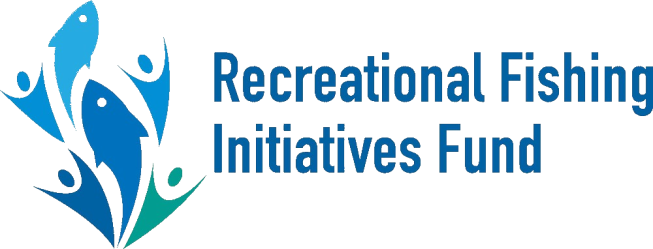 Recreational Fishing
Initiatives Fund